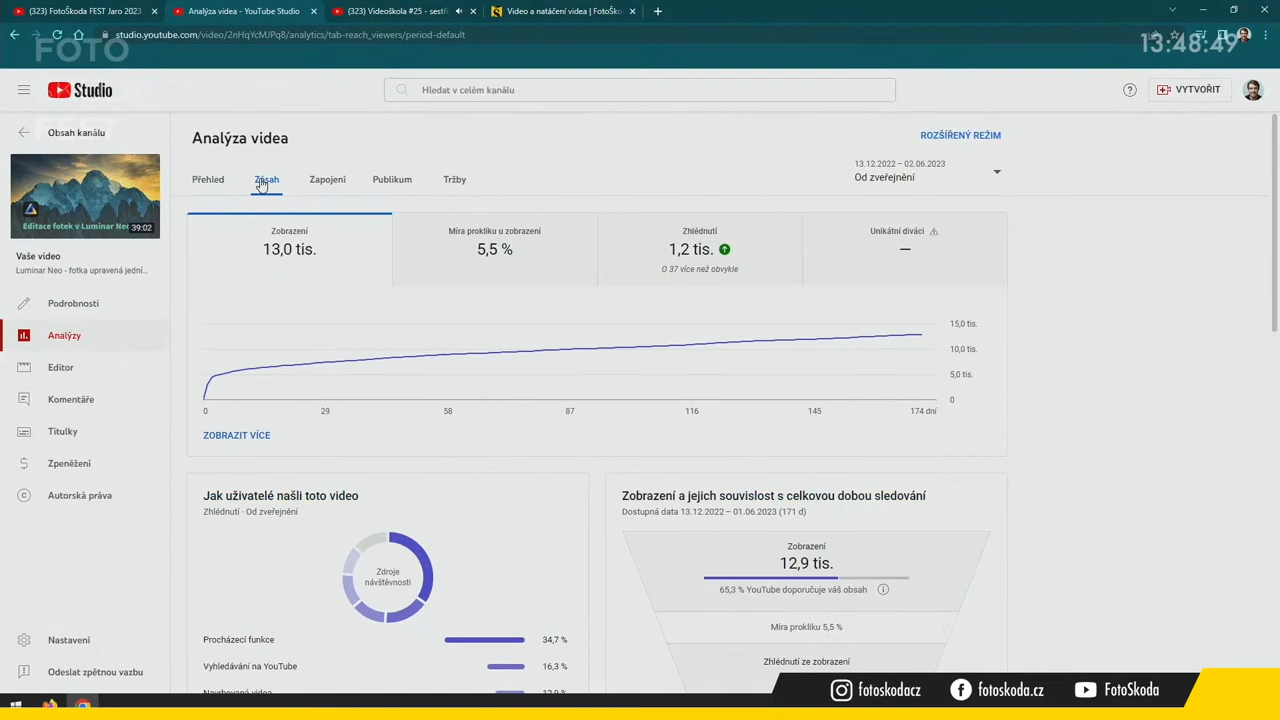 (323) FotoŠkoda FEST Jaro 2023
Analýza videa - YouTube Studio
(323) Videoškola #25 - sestř
Video a natáčení videa | FotoŠk
studio.youtube.com/video/2nHqYcMJPq8/analytics/tab-reach_viewers/period-default
FOTO
13:48:49
Studio
Hledat v celém kanálu
VYTVOŘIT
Obsah kanálu
Analýza videa
ROZŠÍŘENÝ REŽIM
Přehled
Zásah
Zapojení
Publikum
Tržby
13.12.2022 – 02.06.2023
Od zveřejnění
Editace fotek v Luminar Neo
39:02
Vaše video
Luminar Neo - fotka upravená jední...
Podrobnosti
Analýzy
Editor
Komentáře
Titulky
Zpeněžení
Autorská práva
Nastavení
Odeslat zpětnou vazbu
Zobrazení
13,0 tis.
Míra prokliku u zobrazení
5,5 %
Zhlédnutí
1,2 tis.
O 37 více než obvykle
Unikátní diváci
—
15,0 tis.
10,0 tis.
5,0 tis.
0
0
29
58
87
116
145
174 dní
ZOBRAZIT VÍCE
Jak uživatelé našli toto video
Zhlédnutí · Od zveřejnění
Zdroje
návštěvnosti
Procházecí funkce
34,7 %
Vyhledávání na YouTube
16,3 %
Navrhovaná videa
12,9 %
Zobrazení a jejich souvislost s celkovou dobou sledování
Dostupná data 13.12.2022 – 01.06.2023 (171 d)
Zobrazení
12,9 tis.
65,3 % YouTube doporučuje váš obsah
Míra prokliku 5,5 %
Zhlédnutí ze zobrazení
fotoskodacz
fotoskoda.cz
FotoŠkoda